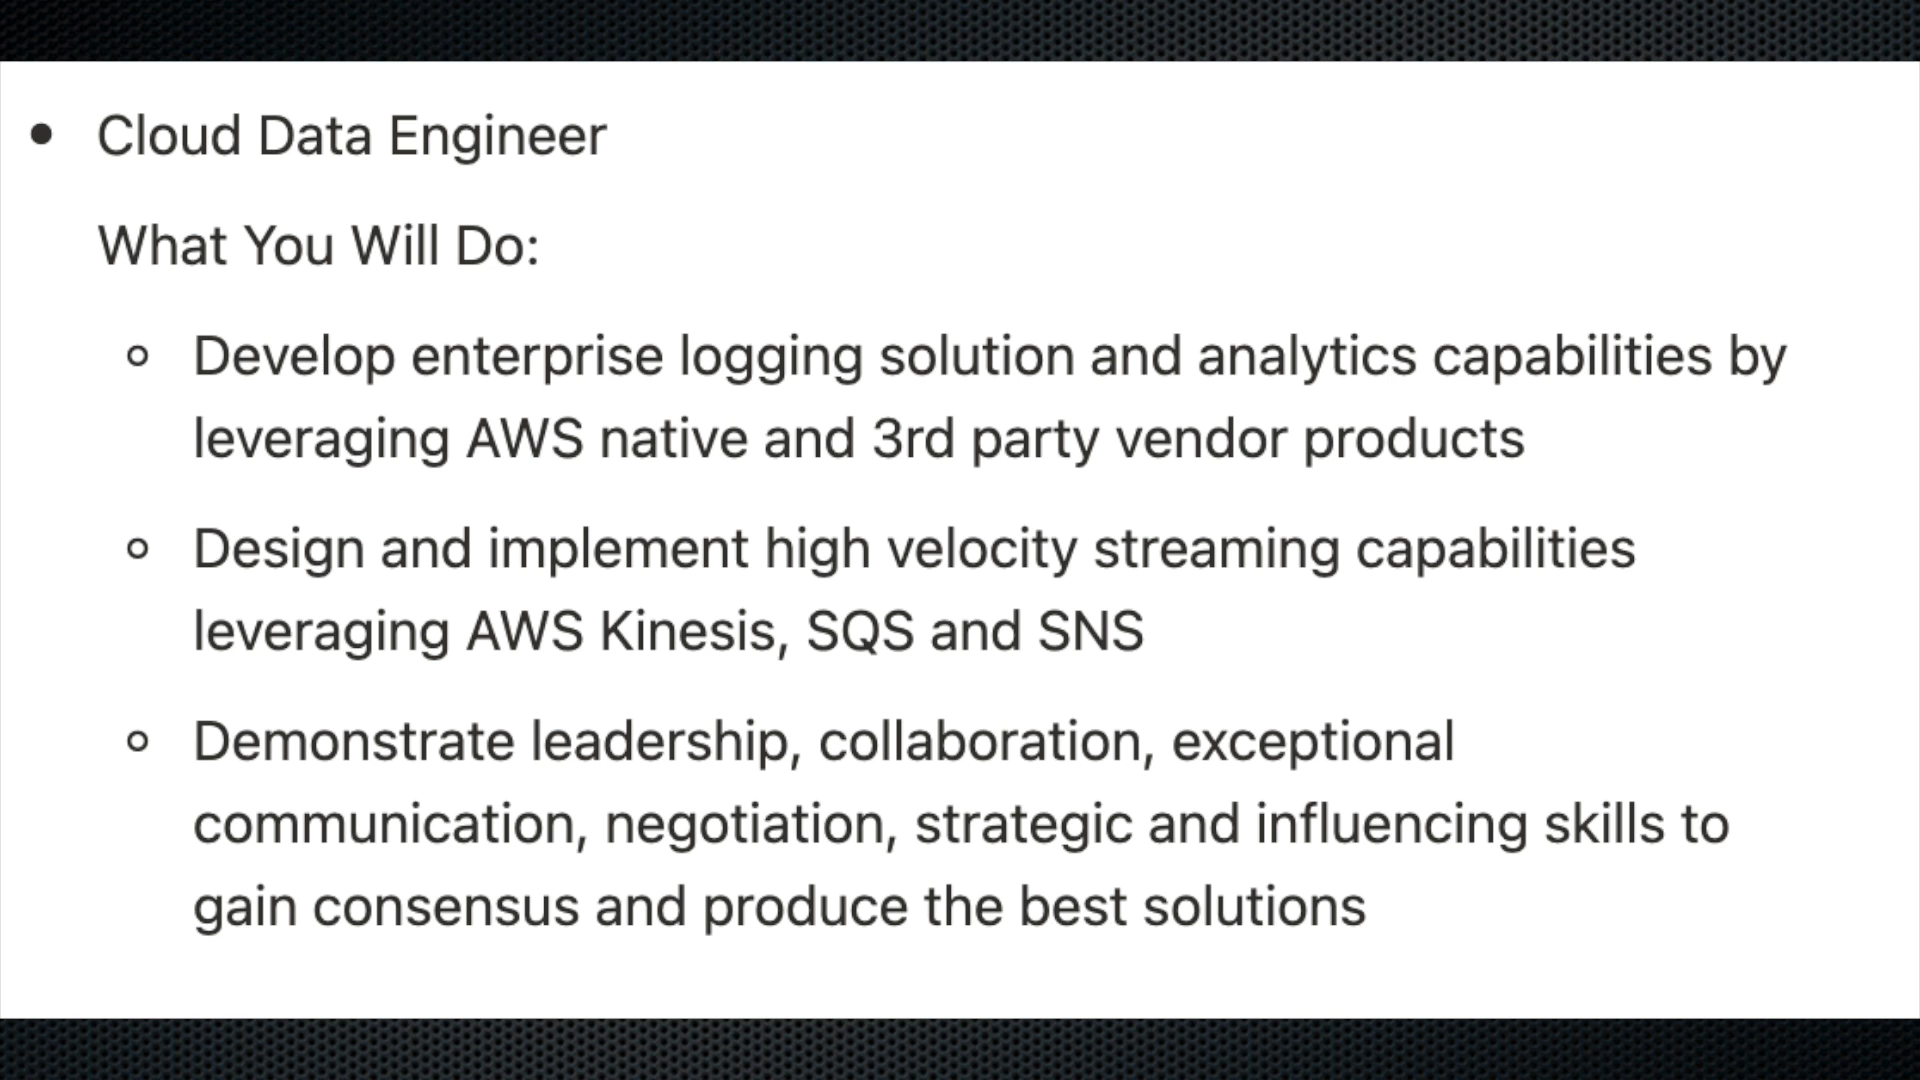 • Cloud Data Engineer
What You Will Do:
◦ Develop enterprise logging solution and analytics capabilities by
leveraging AWS native and 3rd party vendor products
◦ Design and implement high velocity streaming capabilities
leveraging AWS Kinesis, SQS and SNS
◦ Demonstrate leadership, collaboration, exceptional
communication, negotiation, strategic and influencing skills to
gain consensus and produce the best solutions